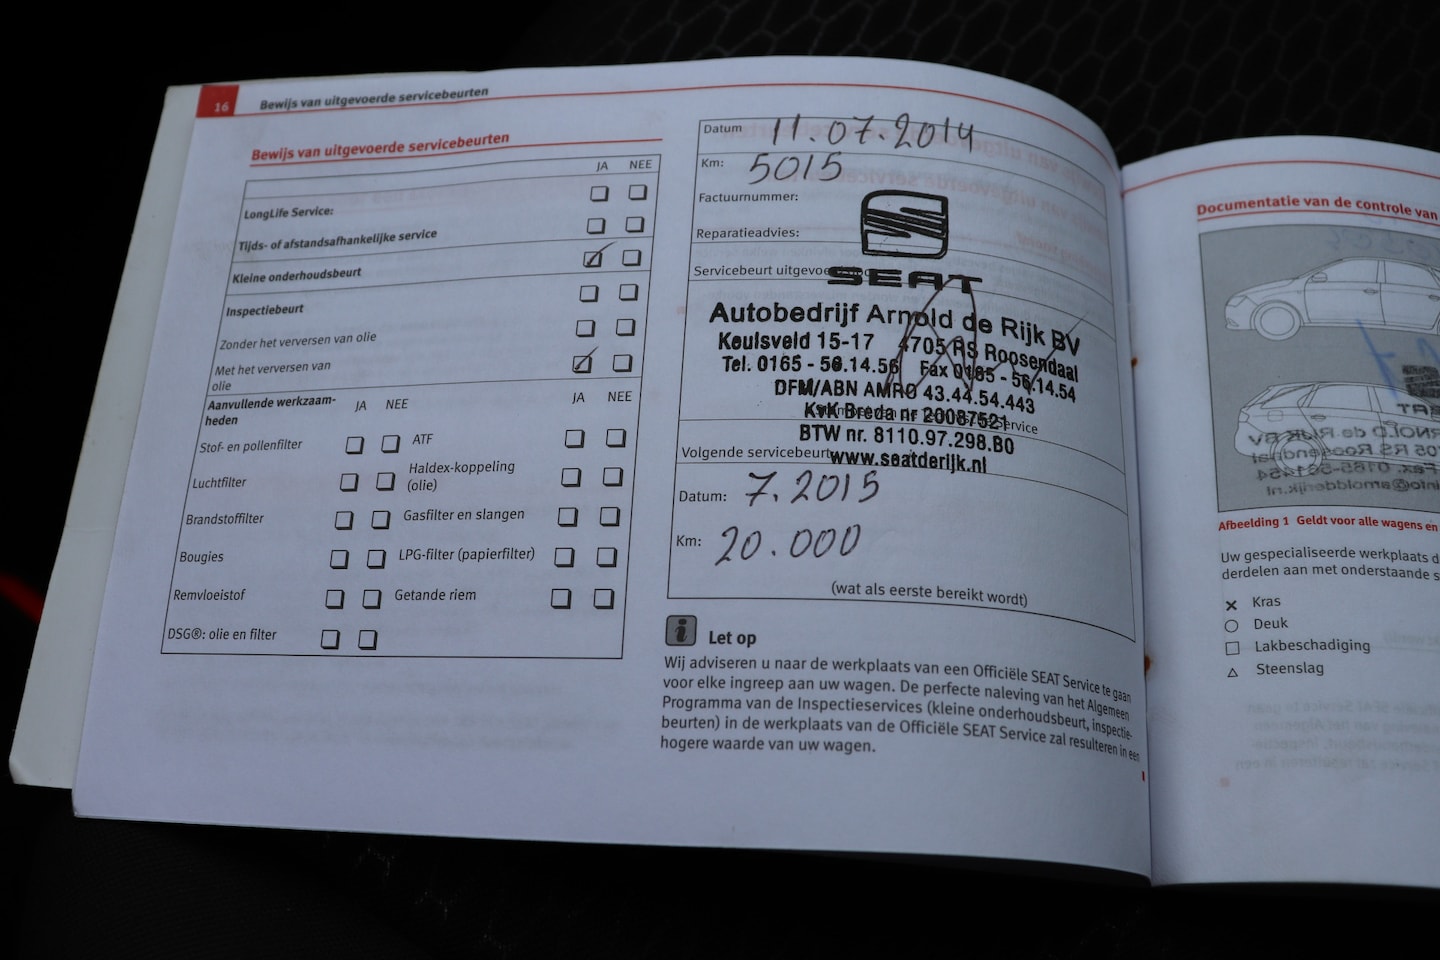 16 Bewijs van uitgevoerde servicebeurten
Bewijs van uitgevoerde servicebeurten
JA NEE
LongLife Service:
Tijds- of afstandsafhankelijke service
Kleine onderhoudsbeurt
Inspectiebeurt
Zonder het verversen van olie
Met het verversen van
olie
Aanvullende werkzaam-
heden
JA NEE
JA NEE
Stof- en pollenfilter
ATF
Luchtfilter
Haldex-koppeling
(olie)
Brandstoffilter
Gasfilter en slangen
Bougies
LPG-filter (papierfilter)
Remvloeistof
Getande riem
DSG®: olie en filter
Datum 11.07.2014
Km: 5015
Factuurnummer:
Reparatieadvies:
Servicebeurt uitgevoerd
SEAT
Autobedrijf Arnold de Rijk BV
Keulsveld 15-17 4705 RS Roosendaal
Tel. 0165 - 56.14.56 Fax 0165 - 56.14.54
DFM/ABN AMRO 43.44.54.443
KvK Breda nr 20087521
service
BTW nr. 8110.97.298.B0
Volgende servicebeurt
www.seatderijk.nl
Datum: 7.2015
Km: 20.000
(wat als eerste bereikt wordt)
Let op
Wij adviseren u naar de werkplaats van een Officiële SEAT Service te gaan
voor elke ingreep aan uw wagen. De perfecte naleving van het Algemeen
Programma van de Inspectieservices (kleine onderhoudsbeurt, inspectie-
beurten) in de werkplaats van de Officiële SEAT Service zal resulteren in een
hogere waarde van uw wagen.
Documentatie van de controle van
Afbeelding 1 Geldt voor alle wagens en
Uw gespecialiseerde werkplaats d
derdelen aan met onderstaande s
Kras
Deuk
Lakbeschadiging
Steenslag